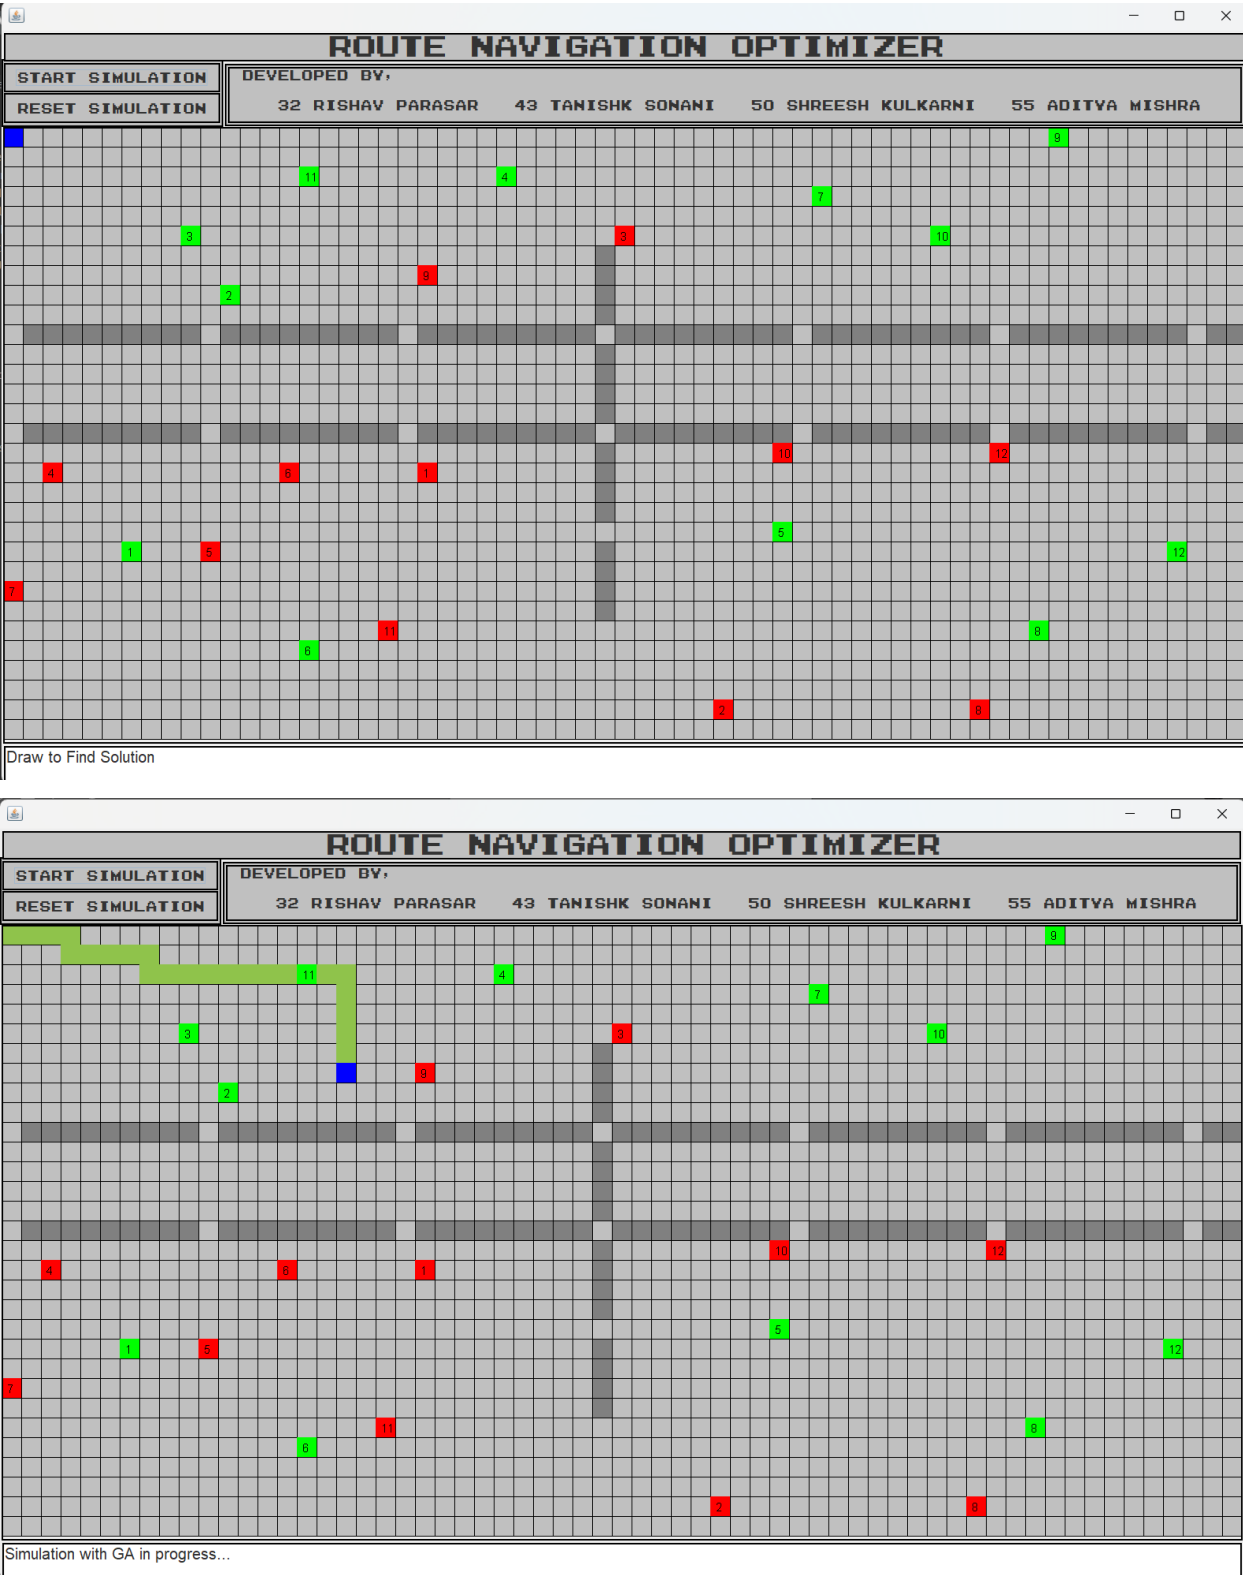 ROUTE NAVIGATION OPTIMIZER
START SIMULATION
DEVELOPED BY,
RESET SIMULATION
32 RISHAV PARASAR 43 TANISHK SONANI 50 SHREESH KULKARNI 55 ADITYA MISHRA
9
11 4
7
3 3 10
9
2
10 12
4 6 1
5
1 5 12
7
11 8
6
2 8
Draw to Find Solution
ROUTE NAVIGATION OPTIMIZER
START SIMULATION
DEVELOPED BY,
RESET SIMULATION
32 RISHAV PARASAR 43 TANISHK SONANI 50 SHREESH KULKARNI 55 ADITYA MISHRA
9
11 4
7
3 3 10
9
2
10 12
4 6 1
5
1 5 12
7
11 8
6
2 8
Simulation with GA in progress...